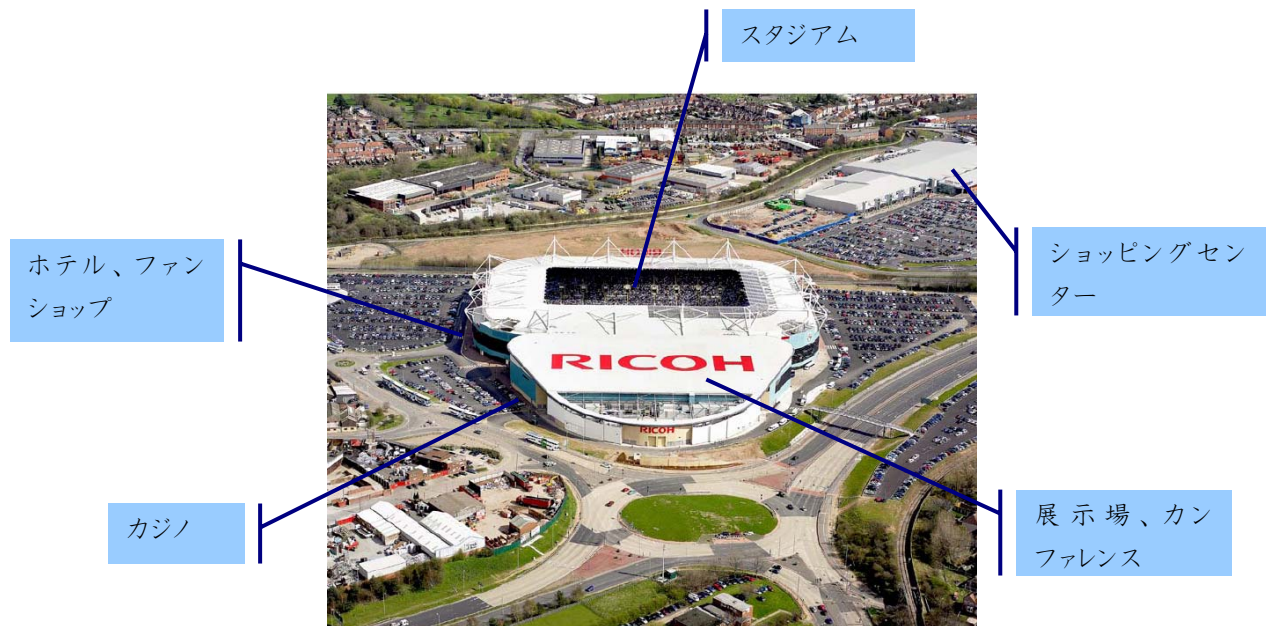 スタジアム
ホテル、ファン
ショップ
ショッピングセン
ター
RICOH
RICOH
カジノ
展示場、カン
ファレンス